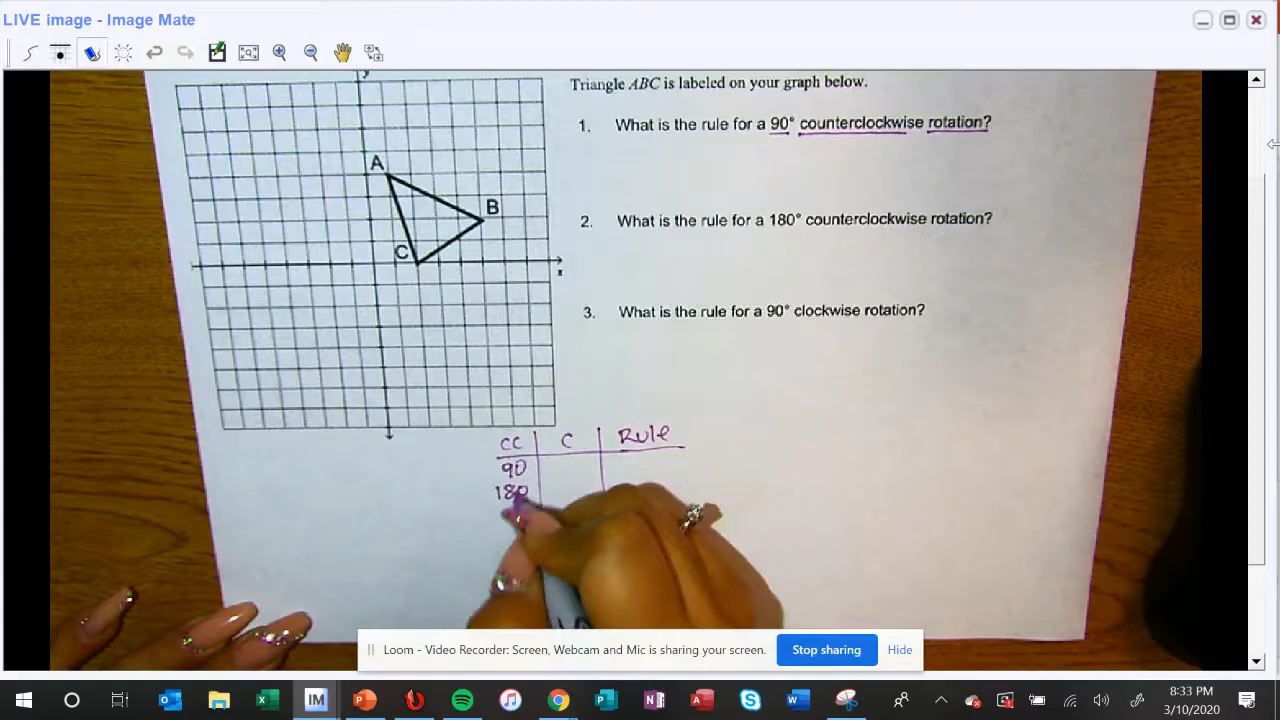 LIVE image - Image Mate
y
Triangle ABC is labeled on your graph below.
1. What is the rule for a 90° counterclockwise rotation?
A
B
2. What is the rule for a 180° counterclockwise rotation?
C
x
3. What is the rule for a 90° clockwise rotation?
CC C Rule
90
180
Loom - Video Recorder: Screen, Webcam and Mic is sharing your screen. Stop sharing Hide
IM
8:33 PM
3/10/2020